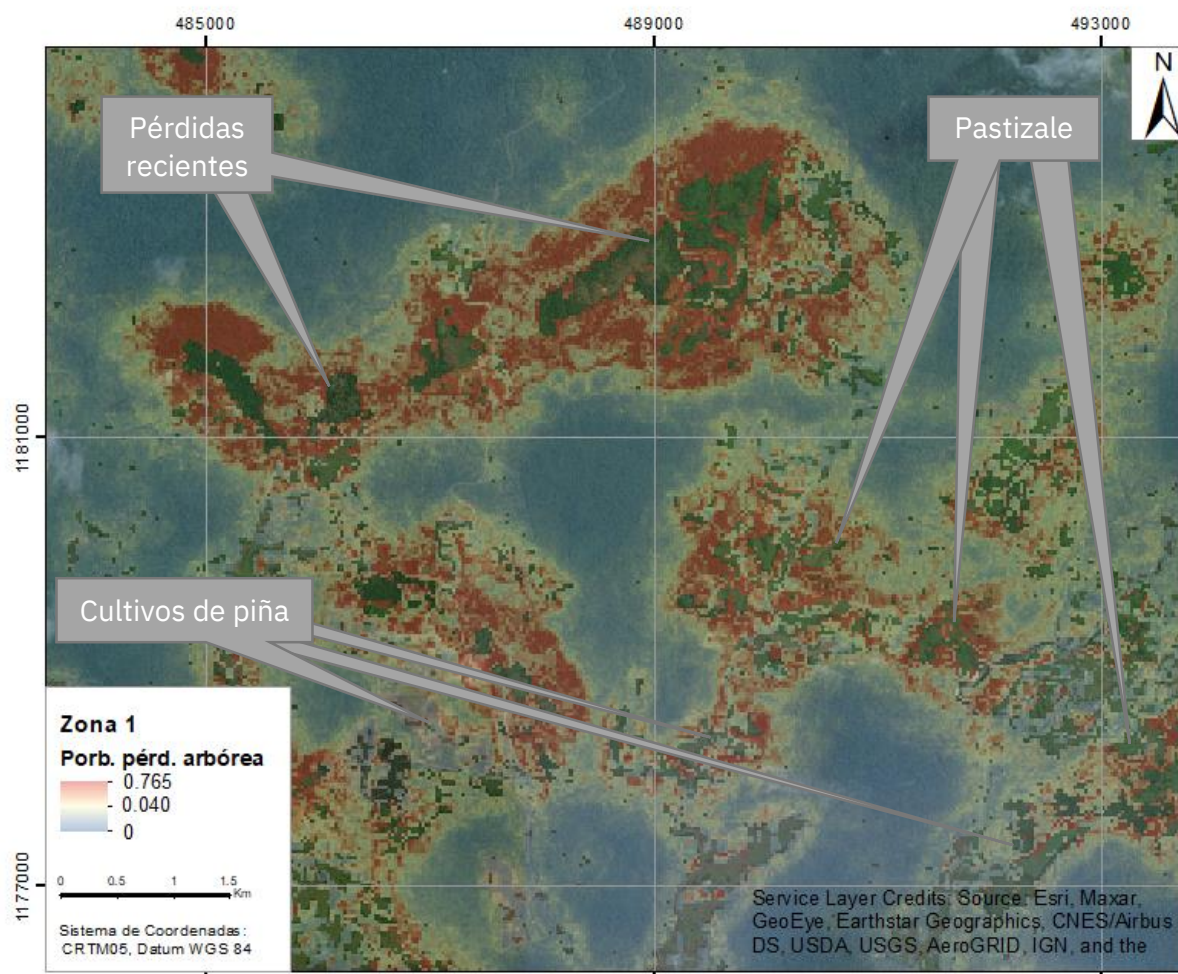 485000
489000
493000
N
Pérdidas
recientes
Pastizale
1181000
Cultivos de piña
Zona 1
Porb. pérd. arbórea
0.765
0.040
0
0 0.5 1 1.5
Km
Sistema de Coordenadas:
CRTM05, Datum WGS 84
1177000
Service Layer Credits: Source: Esri, Maxar,
GeoEye, Earthstar Geographics, CNES/Airbus
DS, USDA, USGS, AeroGRID, IGN, and the